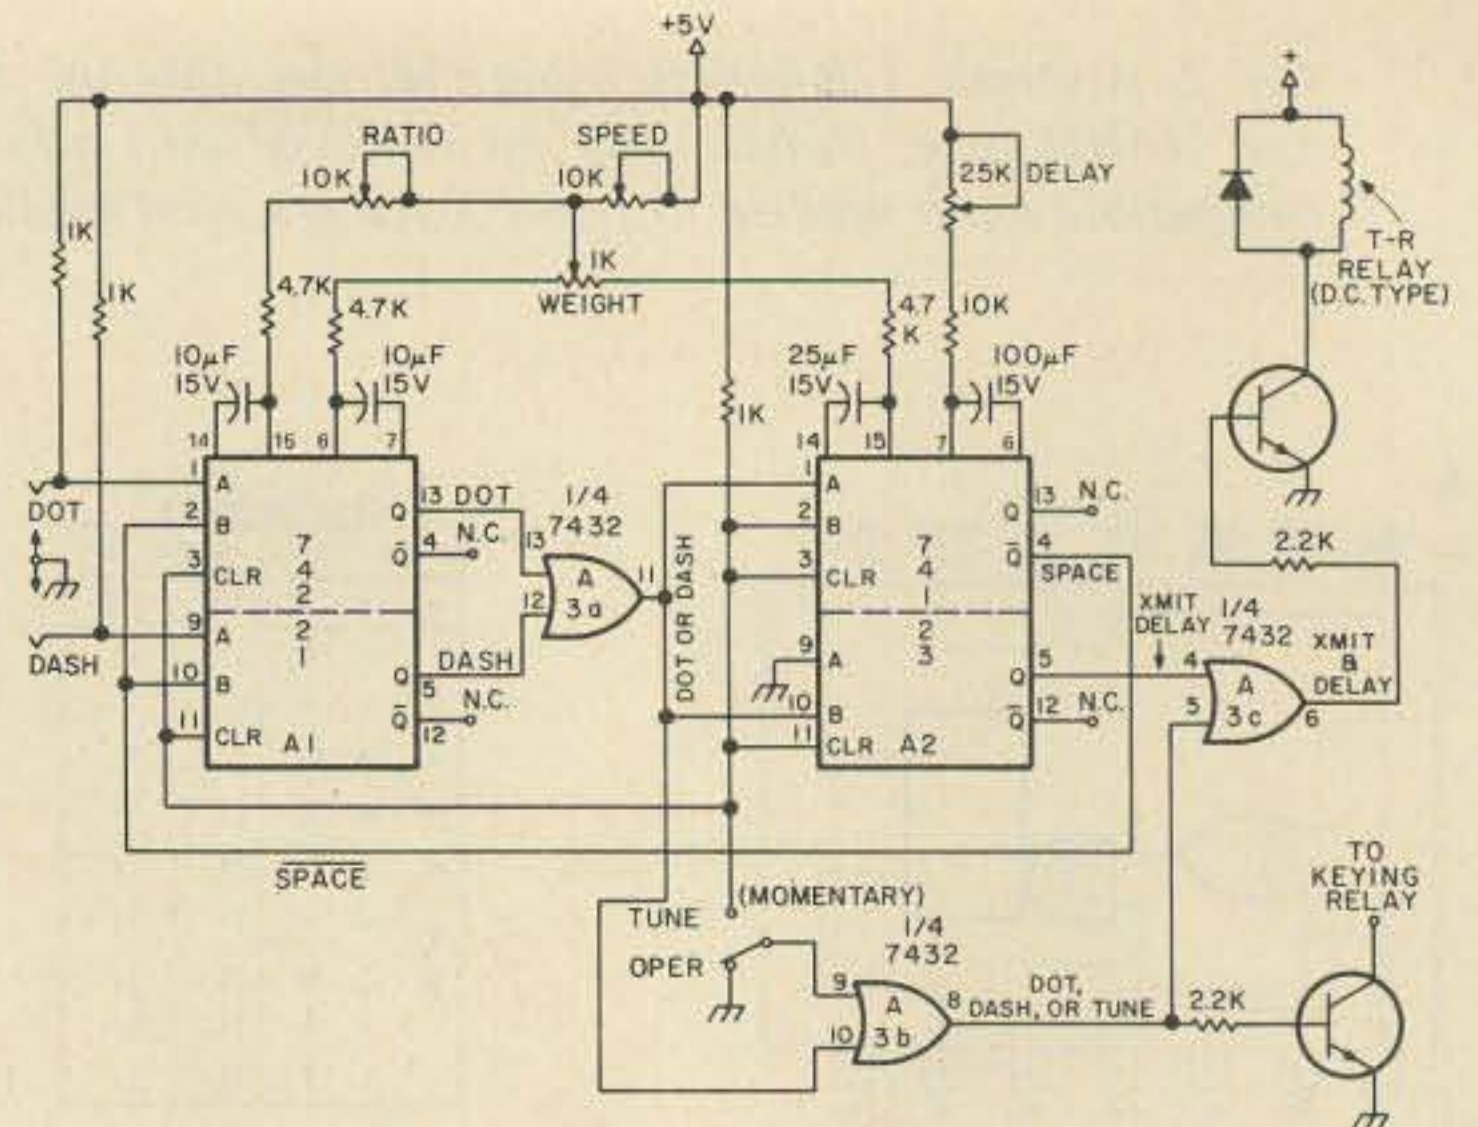 +5V
+
RATIO
SPEED
10K
10K
25K DELAY
1K
1K
1K
WEIGHT
4.7K
4.7K
4.7
K
10K
T-R
RELAY
(D.C. TYPE)
10µF
15V
10µF
15V
25µF
15V
100µF
15V
1K
14
15
6
7
14
15
7
6
1
A
DOT
2
B
3
CLR
9
A
DASH
10
B
11
CLR
A1
7
4
2
2
1
Q
13 DOT
Q̅
4
N.C.
DASH
Q
5
N.C.
Q̅
12
1/4
7432
13
12
A
3a
11
DOT OR DASH
1
A
2
B
3
CLR
9
A
10
B
11
CLR
A2
7
4
1
2
3
Q
13
N.C.
Q̅
4
SPACE
Q
5
Q̅
12
N.C.
XMIT
DELAY
1/4
7432
4
5
A
3c
6
XMIT
&
DELAY
2.2K
S̅P̅A̅C̅E̅
TUNE
(MOMENTARY)
OPER
1/4
7432
9
10
A
3b
8
DOT,
DASH, OR TUNE
2.2K
TO
KEYING
RELAY